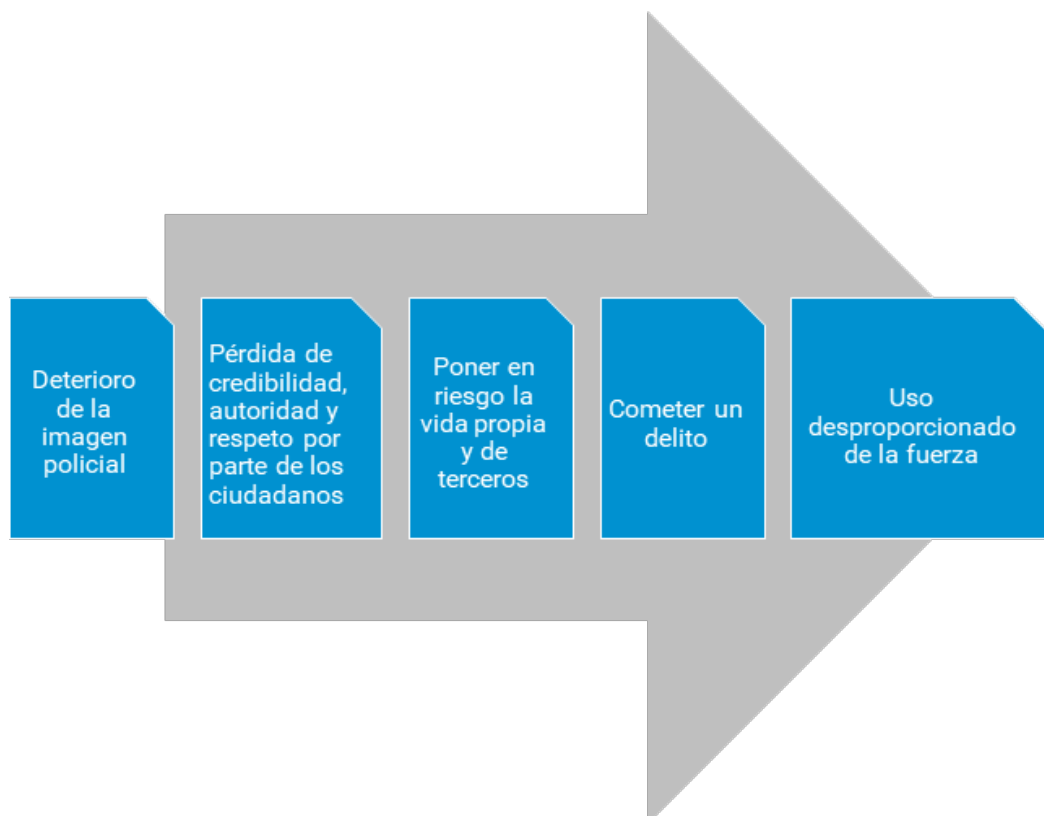 Deterioro
de la
imagen
policial
Pérdida de
credibilidad,
autoridad y
respeto por
parte de los
ciudadanos
Poner en
riesgo la
vida propia
y de
terceros
Cometer un
delito
Uso
desproporcionado
de la fuerza